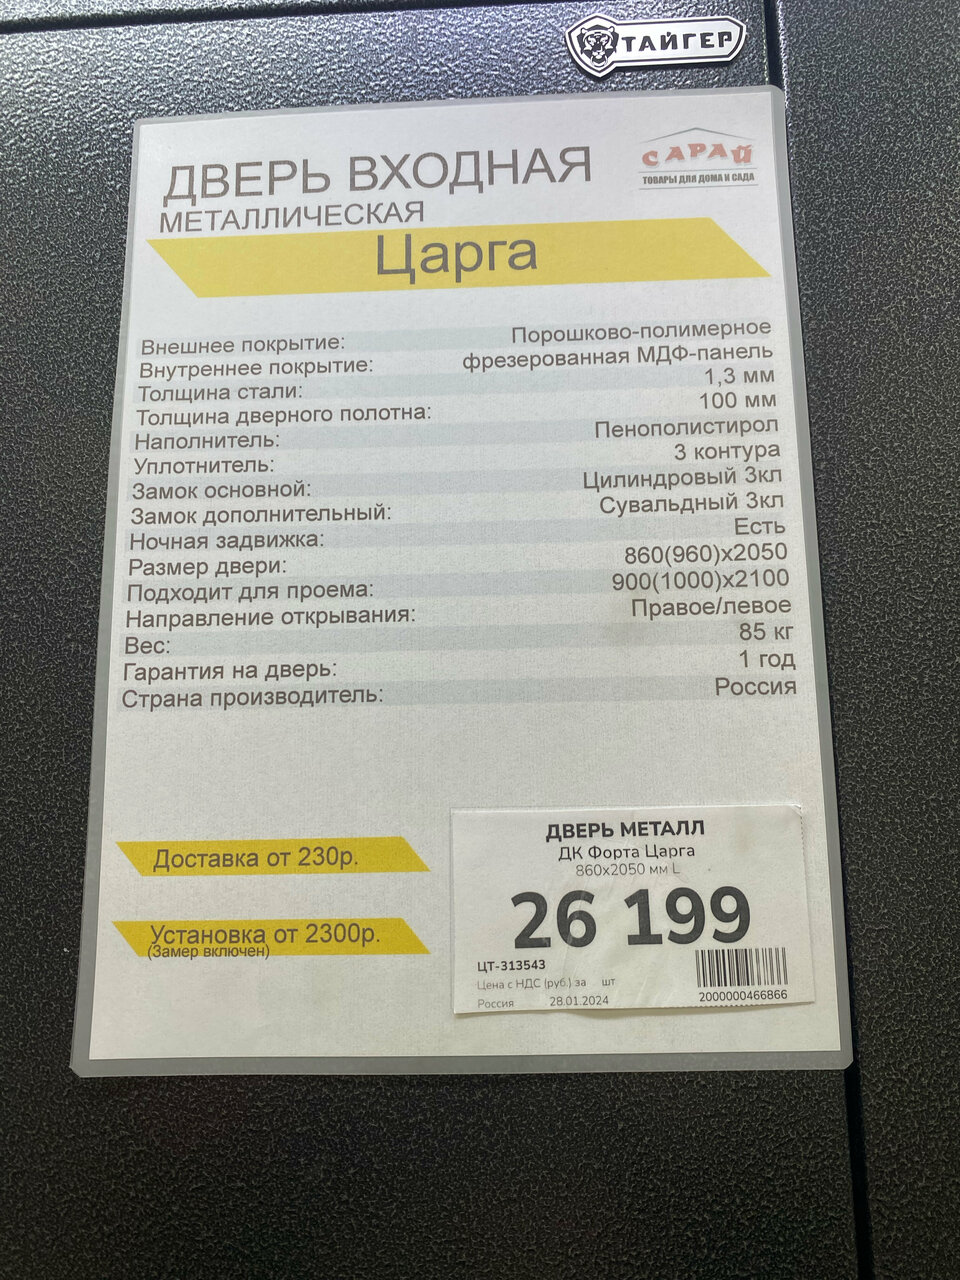 ТАЙГЕР
САРАЙ
ТОВАРЫ ДЛЯ ДОМА И САДА
ДВЕРЬ ВХОДНАЯ
МЕТАЛЛИЧЕСКАЯ
Царга
Внешнее покрытие: Порошково-полимерное
Внутреннее покрытие: фрезерованная МДФ-панель
Толщина стали: 1,3 мм
Толщина дверного полотна: 100 мм
Наполнитель: Пенополистирол
Уплотнитель: 3 контура
Замок основной: Цилиндровый 3кл
Замок дополнительный: Сувальдный 3кл
Ночная задвижка: Есть
Размер двери: 860(960)х2050
Подходит для проема: 900(1000)х2100
Направление открывания: Правое/левое
Вес: 85 кг
Гарантия на дверь: 1 год
Страна производитель: Россия
Доставка от 230р.
Установка от 2300р.
(Замер включен)
ДВЕРЬ МЕТАЛЛ
ДК Форта Царга
860х2050 мм L
26 199
ЦТ-313543
Цена с НДС (руб.) за шт
Россия 28.01.2024
2000000466866